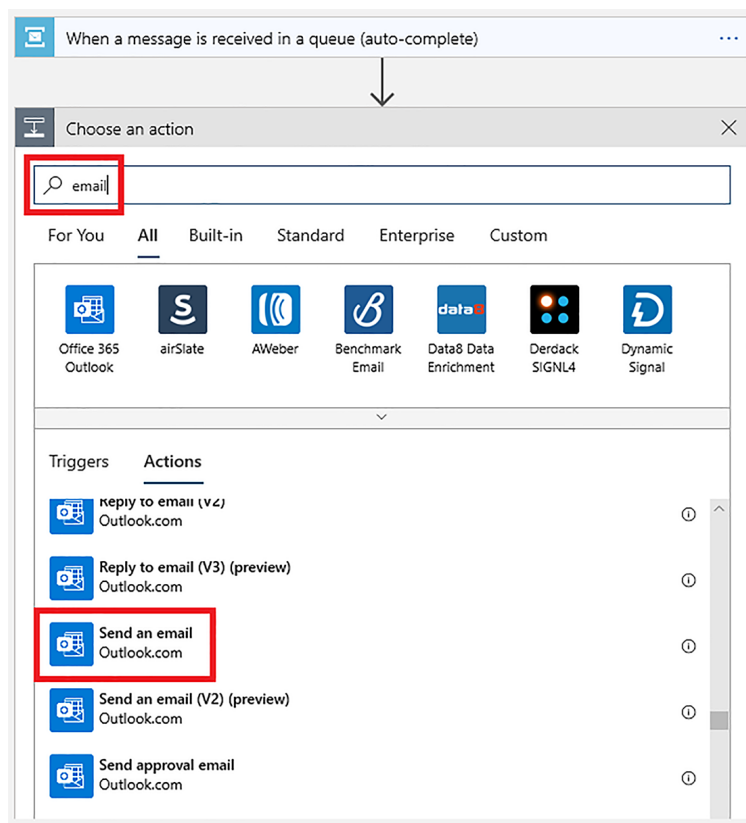 When a message is received in a queue (auto-complete)
Choose an action
email
For You All Built-in Standard Enterprise Custom
S
data8
Office 365 Outlook
airSlate
AWeber
Benchmark Email
Data8 Data Enrichment
Derdack SIGNL4
Dynamic Signal
Triggers Actions
Reply to email (V2)
Outlook.com
Reply to email (V3) (preview)
Outlook.com
Send an email
Outlook.com
Send an email (V2) (preview)
Outlook.com
Send approval email
Outlook.com